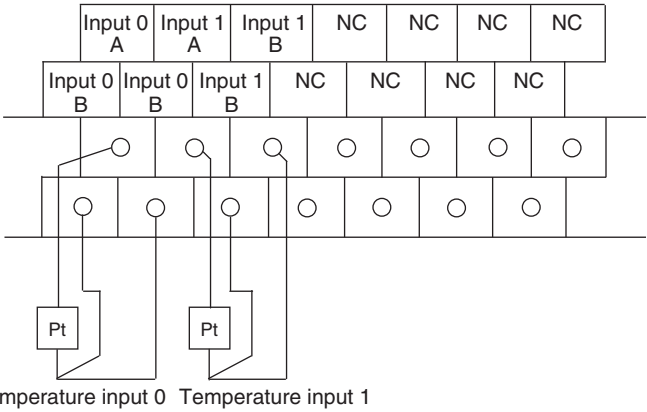 Input 0 Input 1 Input 1 NC NC NC NC
A A B
Input 0 Input 0 Input 1 NC NC NC NC
B B B
Pt Pt
mperature input 0 Temperature input 1